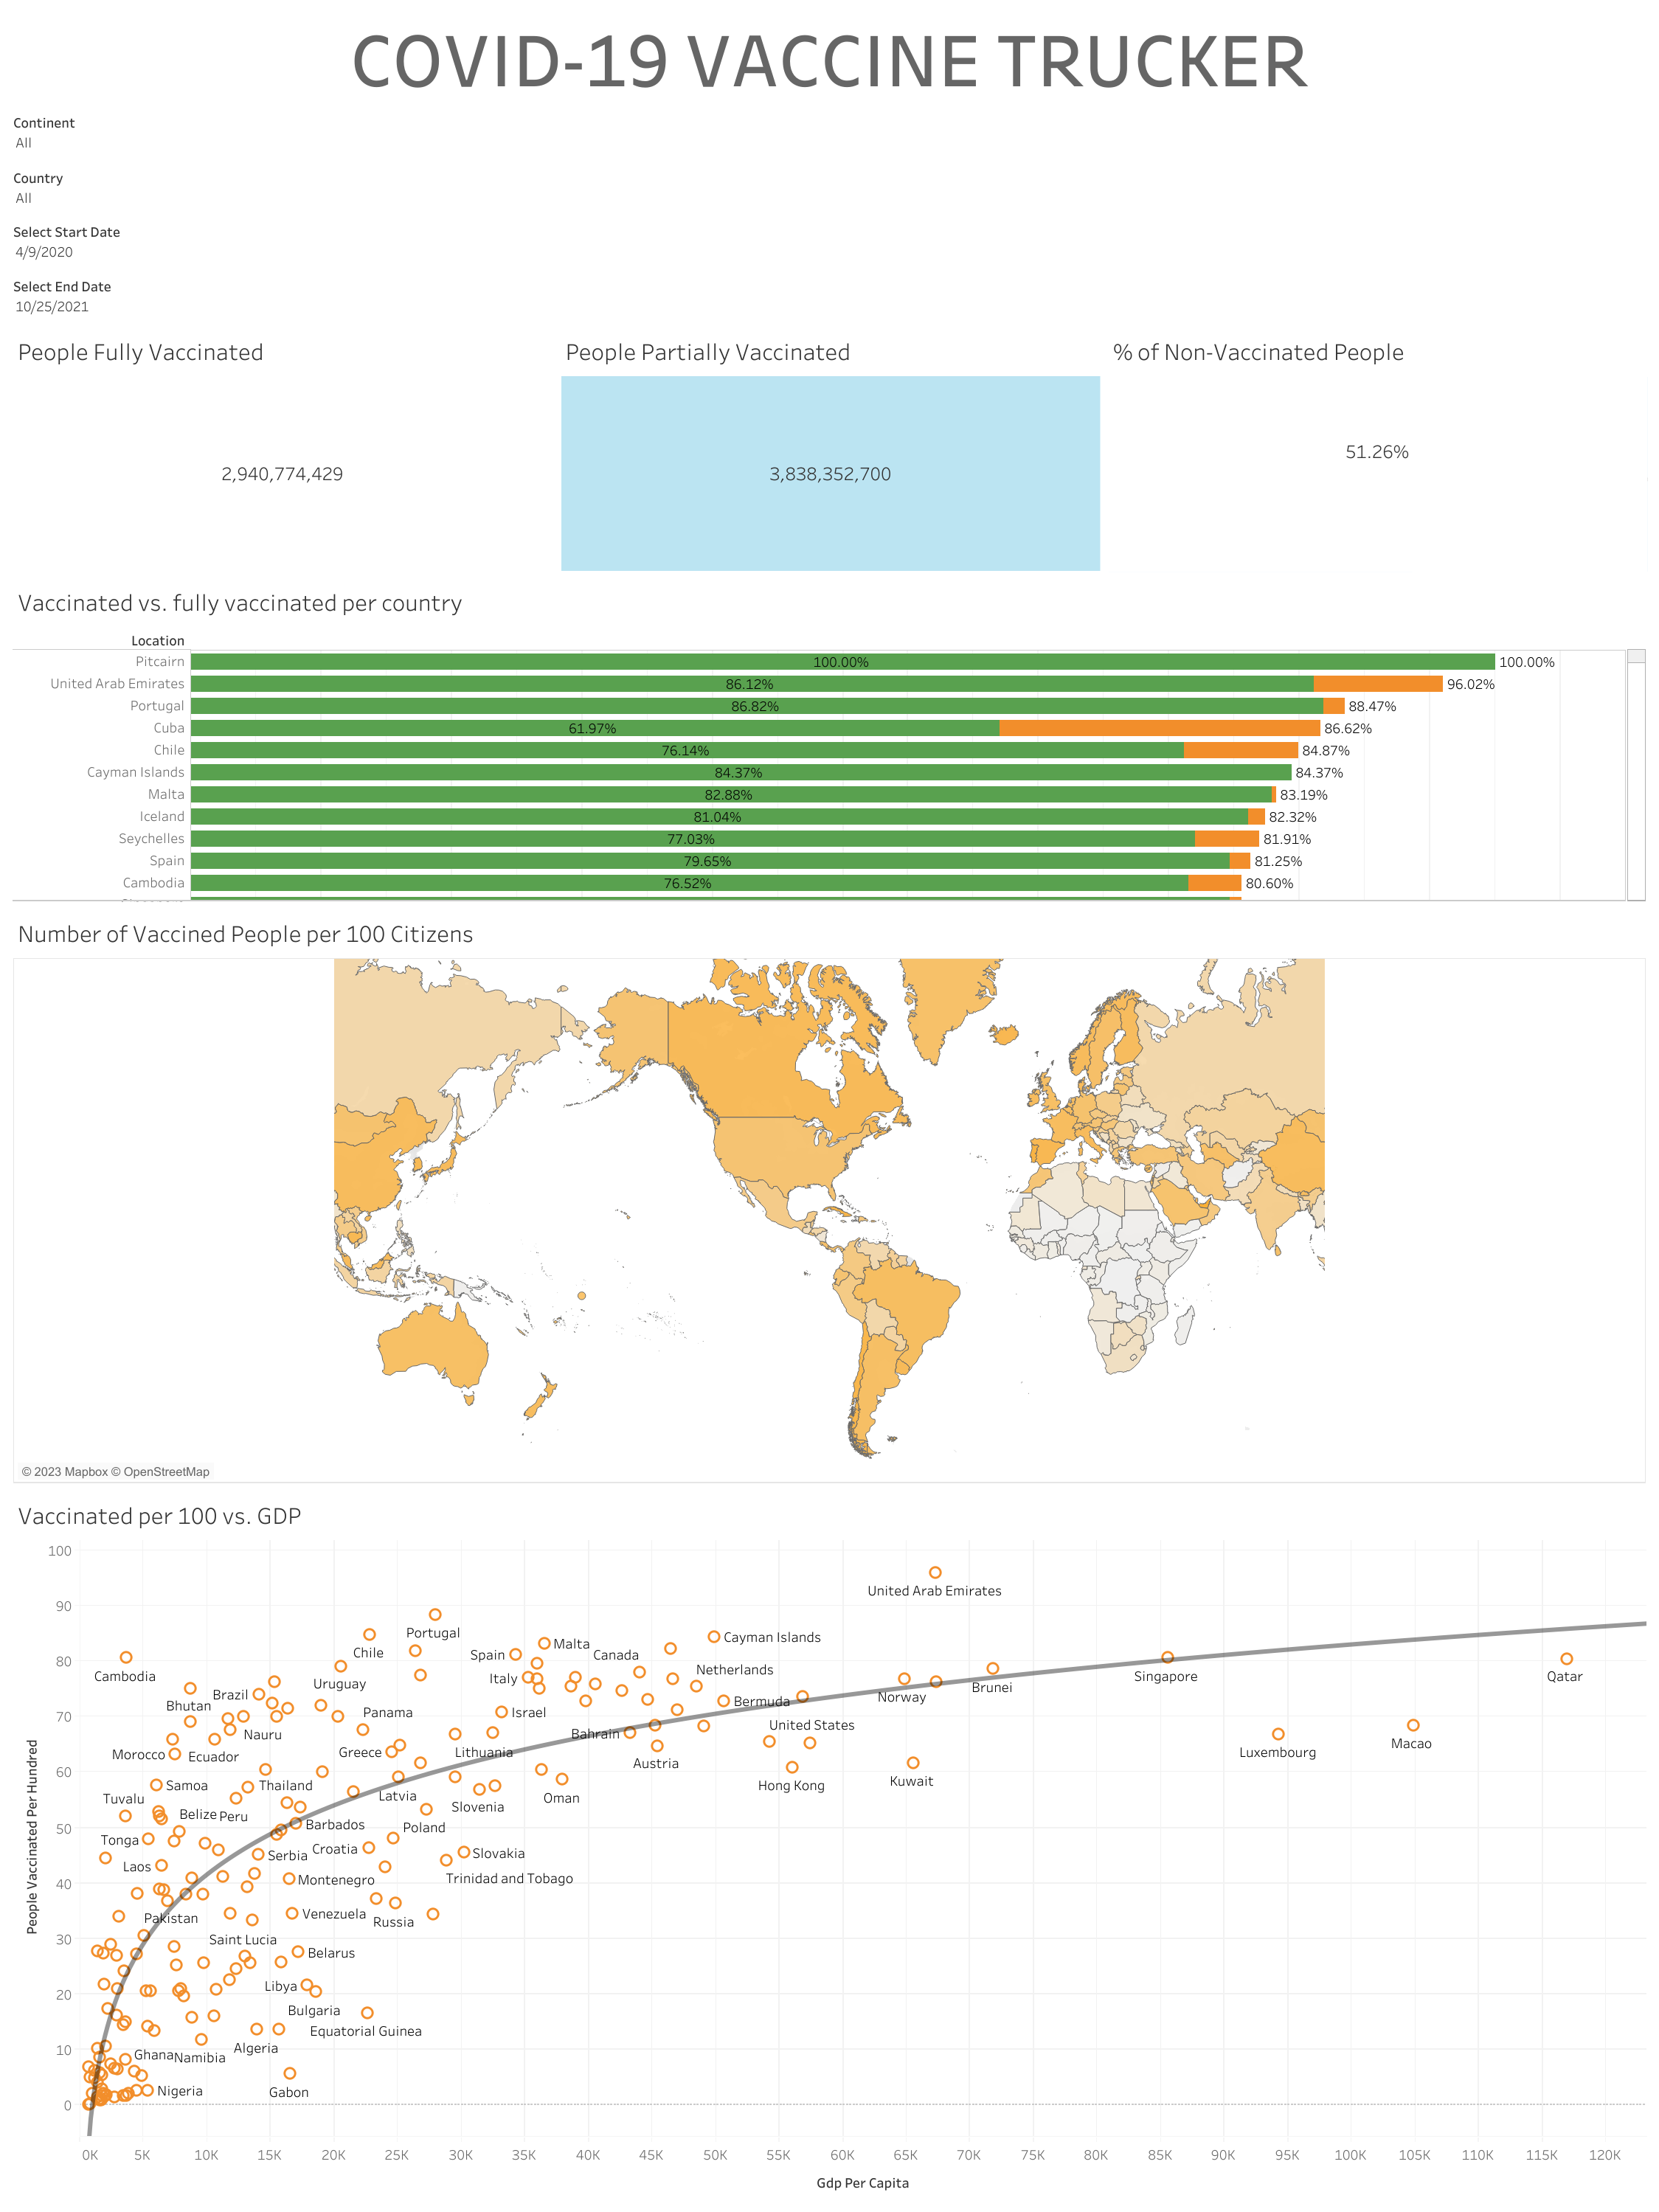 COVID-19 VACCINE TRUCKER
Continent
All
Country
All
Select Start Date
4/9/2020
Select End Date
10/25/2021
People Fully Vaccinated
2,940,774,429
People Partially Vaccinated
3,838,352,700
% of Non-Vaccinated People
51.26%
Vaccinated vs. fully vaccinated per country
Location
Pitcairn 100.00% 100.00%
United Arab Emirates 86.12% 96.02%
Portugal 86.82% 88.47%
Cuba 61.97% 86.62%
Chile 76.14% 84.87%
Cayman Islands 84.37% 84.37%
Malta 82.88% 83.19%
Iceland 81.04% 82.32%
Seychelles 77.03% 81.91%
Spain 79.65% 81.25%
Cambodia 76.52% 80.60%
Number of Vaccined People per 100 Citizens
© 2023 Mapbox © OpenStreetMap
Vaccinated per 100 vs. GDP
People Vaccinated Per Hundred
100
90
80
70
60
50
40
30
20
10
0
United Arab Emirates
Portugal
Cayman Islands
Chile
Malta
Spain
Canada
Cambodia
Uruguay
Italy
Netherlands
Norway
Brunei
Singapore
Qatar
Bhutan
Brazil
Panama
Israel
Bermuda
Nauru
Bahrain
United States
Morocco
Ecuador
Greece
Lithuania
Austria
Luxembourg
Macao
Samoa
Thailand
Latvia
Oman
Hong Kong
Kuwait
Tuvalu
Belize
Peru
Slovenia
Barbados
Poland
Tonga
Croatia
Serbia
Slovakia
Laos
Montenegro
Trinidad and Tobago
Pakistan
Venezuela
Russia
Saint Lucia
Belarus
Libya
Bulgaria
Equatorial Guinea
Algeria
Ghana
Namibia
Nigeria
Gabon
0K 5K 10K 15K 20K 25K 30K 35K 40K 45K 50K 55K 60K 65K 70K 75K 80K 85K 90K 95K 100K 105K 110K 115K 120K
Gdp Per Capita